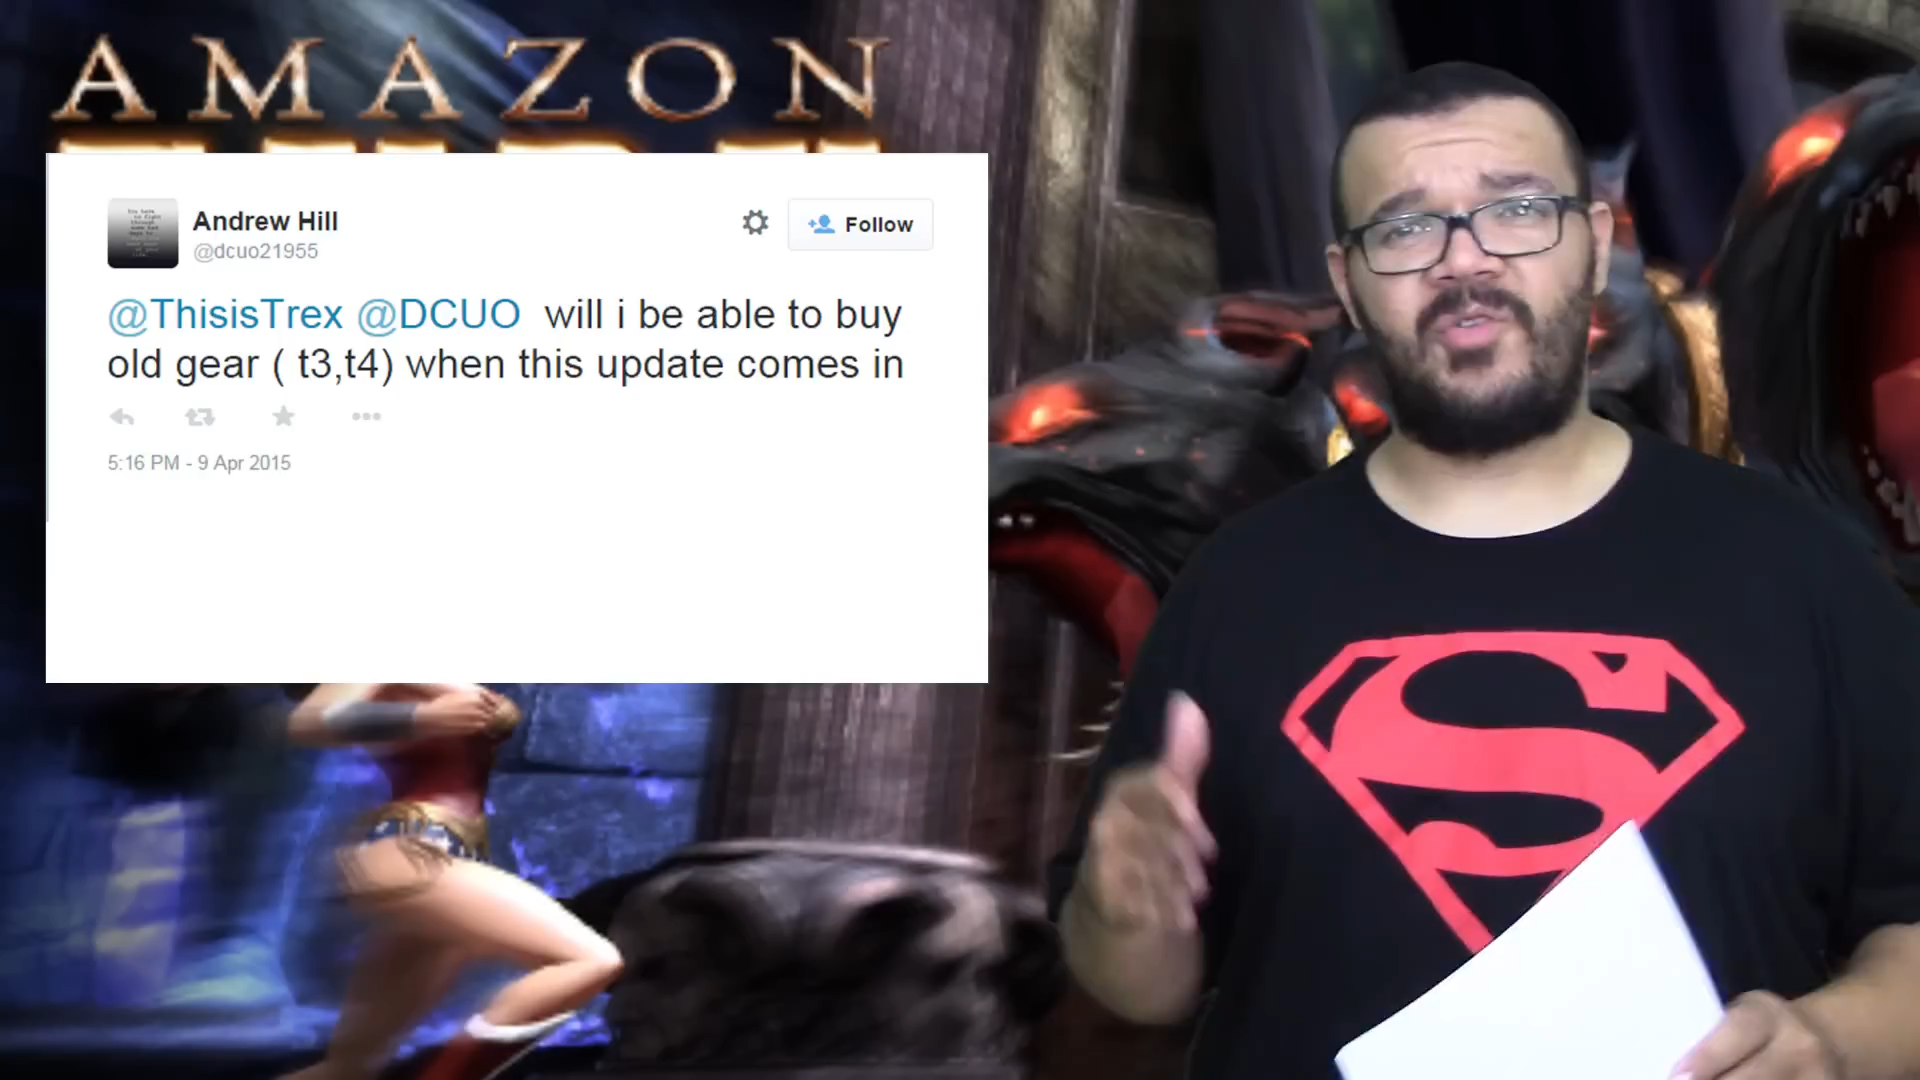 AMAZON
Andrew Hill
@dcuo21955
Follow
@ThisisTrex @DCUO will i be able to buy
old gear ( t3,t4) when this update comes in
5:16 PM - 9 Apr 2015